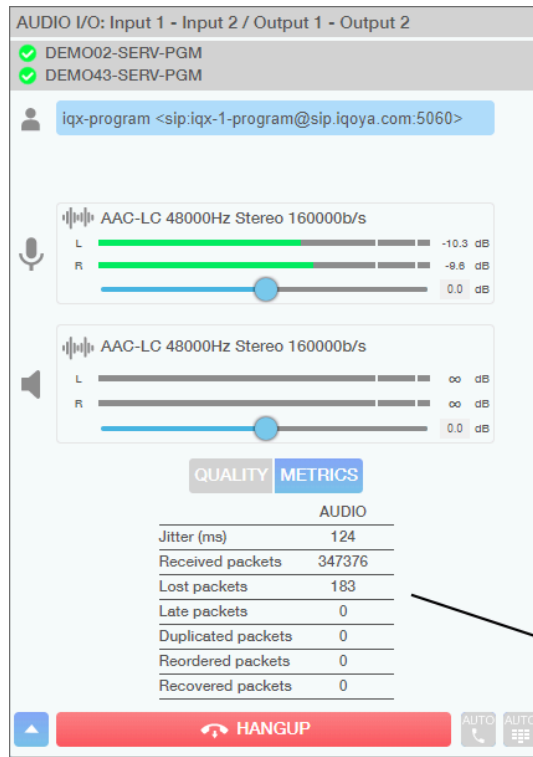 AUDIO I/O: Input 1 - Input 2 / Output 1 - Output 2
DEMO02-SERV-PGM
DEMO43-SERV-PGM
iqx-program <sip:iqx-1-program@sip.iqoya.com:5060>
AAC-LC 48000Hz Stereo 160000b/s
L -10.3 dB
R -9.6 dB
0.0 dB
AAC-LC 48000Hz Stereo 160000b/s
L ∞ dB
R ∞ dB
0.0 dB
QUALITY METRICS
AUDIO
Jitter (ms) 124
Received packets 347376
Lost packets 183
Late packets 0
Duplicated packets 0
Reordered packets 0
Recovered packets 0
HANGUP AUTO AUTO